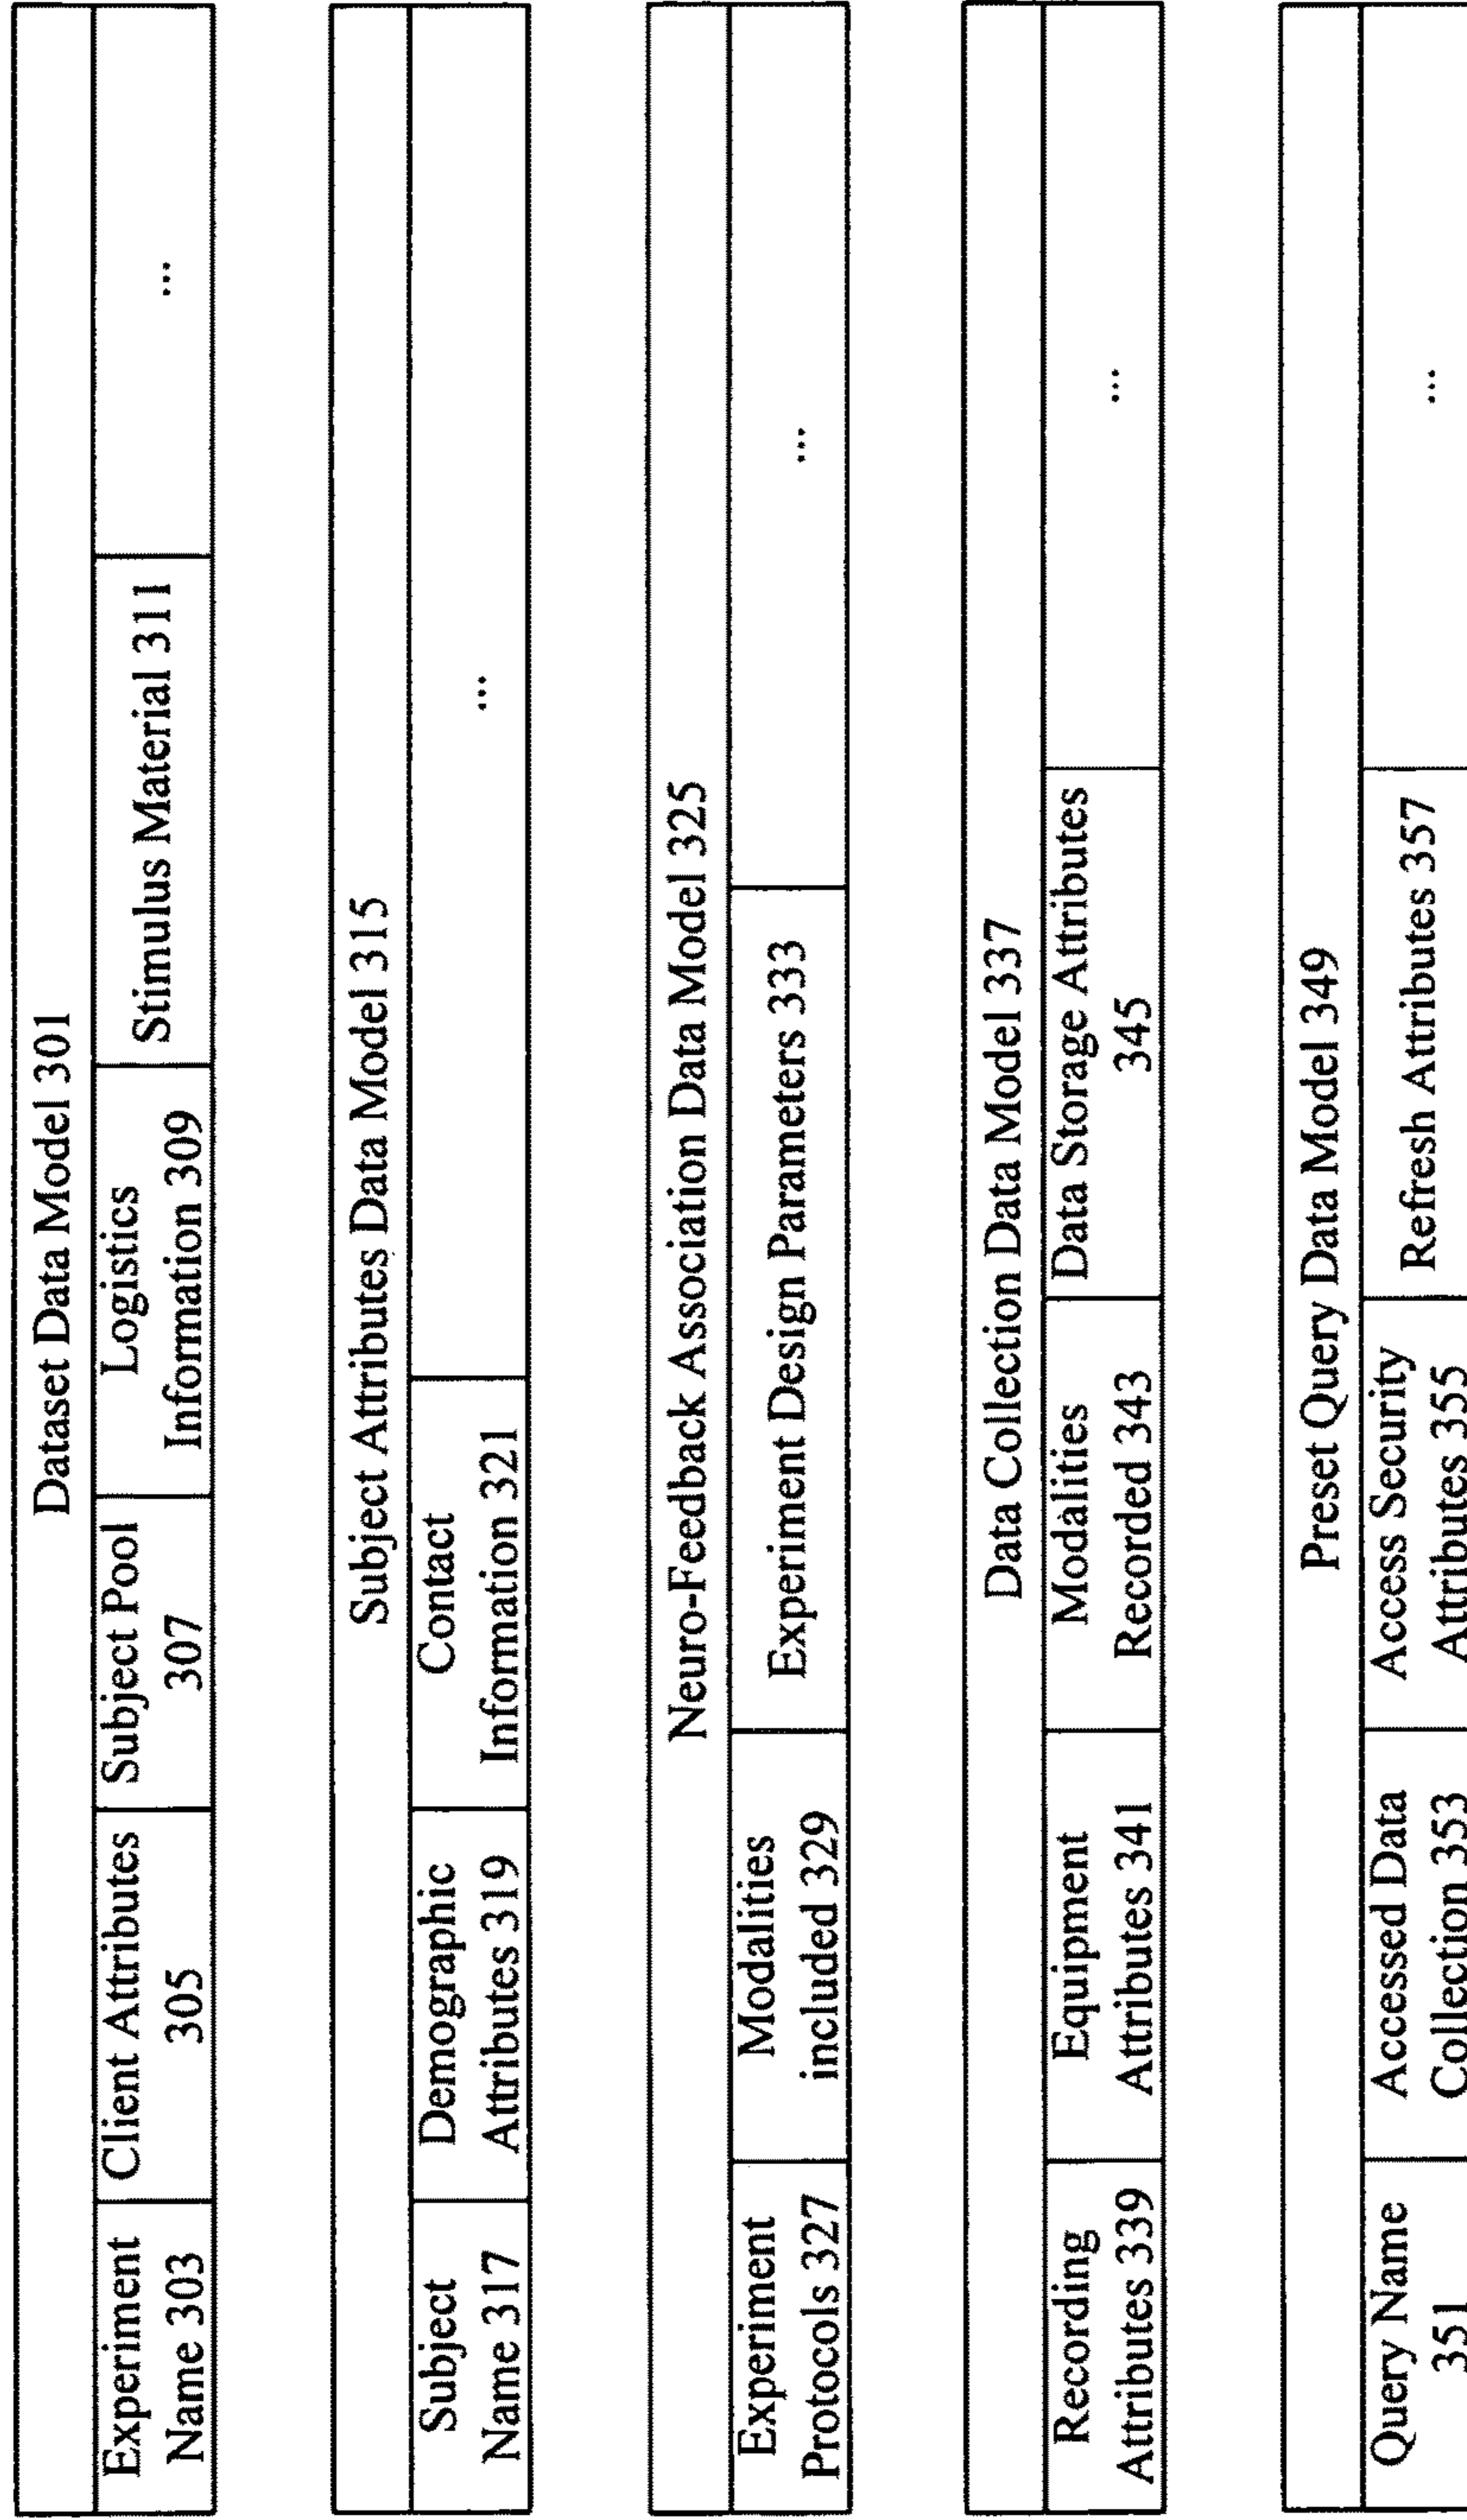 Dataset Data Model 301
Experiment
Name 303
Client Attributes
305
Subject Pool
307
Logistics
Information 309
Stimulus Material 311
...
Subject Attributes Data Model 315
Subject
Name 317
Demographic
Attributes 319
Contact
Information 321
...
Neuro-Feedback Association Data Model 325
Experiment
Protocols 327
Modalities
included 329
Experiment Design Parameters 333
...
Data Collection Data Model 337
Recording
Attributes 339
Equipment
Attributes 341
Modalities
Recorded 343
Data Storage Attributes
345
...
Preset Query Data Model 349
Query Name
351
Accessed Data
Collection 353
Access Security
Attributes 355
Refresh Attributes 357
...